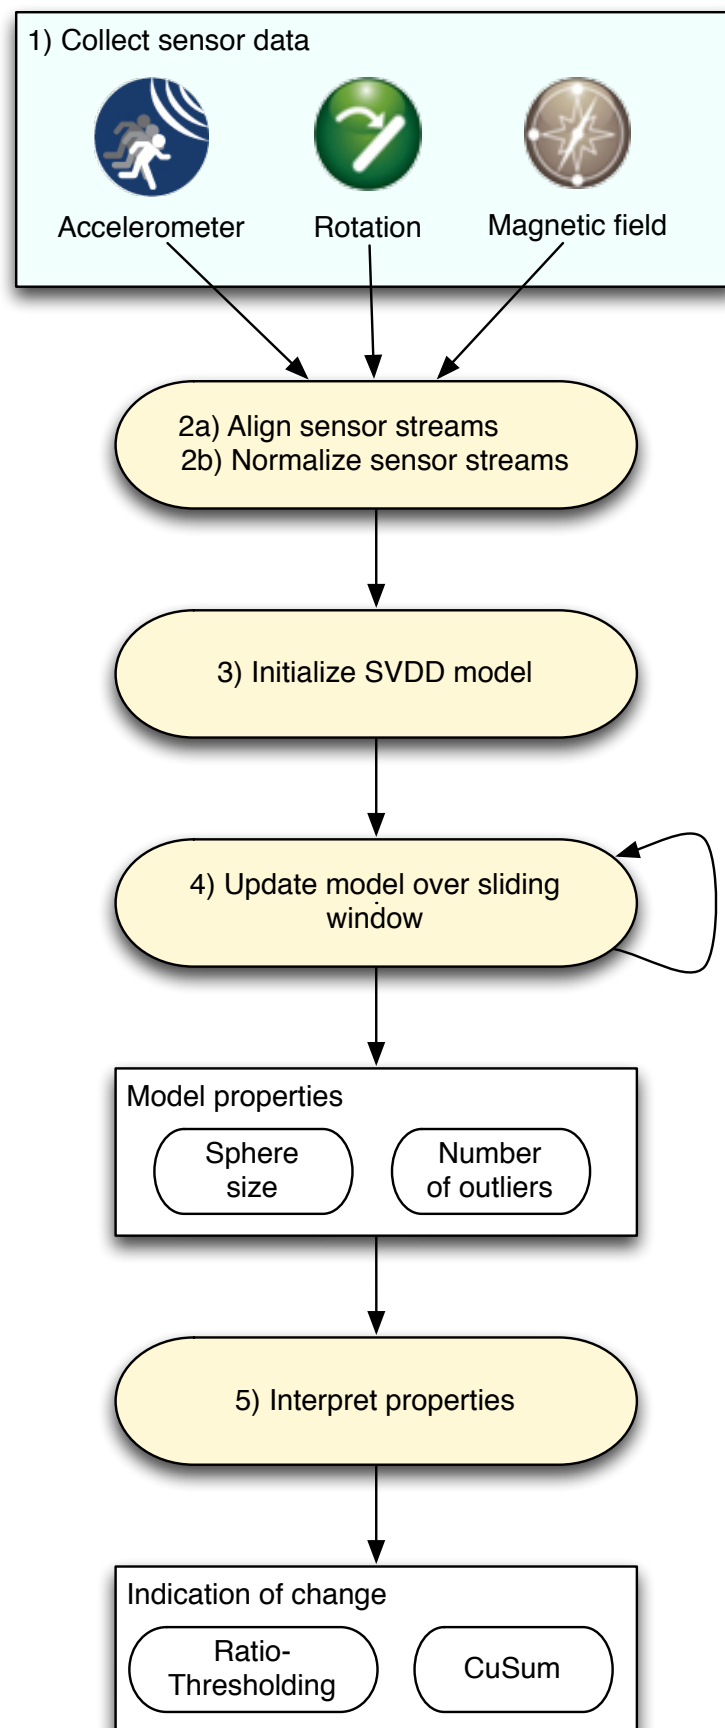 1) Collect sensor data
Accelerometer
Rotation
Magnetic field
2a) Align sensor streams
2b) Normalize sensor streams
3) Initialize SVDD model
4) Update model over sliding
window
Model properties
Sphere
size
Number
of outliers
5) Interpret properties
Indication of change
Ratio-
Thresholding
CuSum